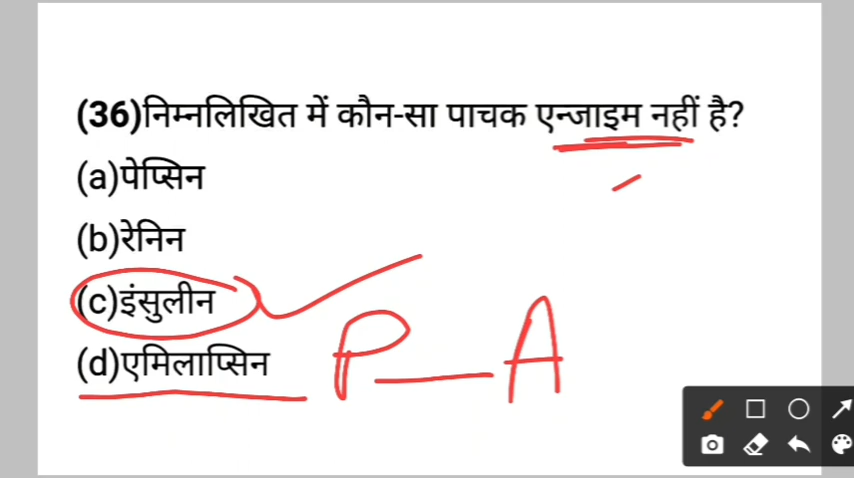 (36)निम्नलिखित में कौन-सा पाचक एन्जाइम नहीं है?
(a)पेप्सिन
(b)रेनिन
(c)इंसुलीन
(d)एमिलाप्सिन
P — A